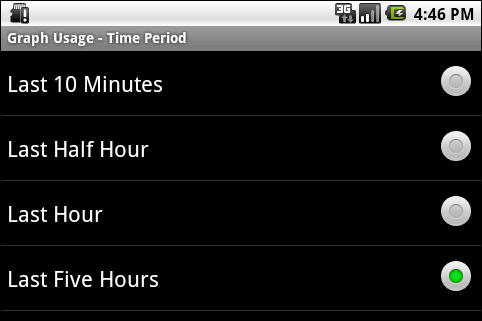 3G
4:46 PM
Graph Usage - Time Period
Last 10 Minutes
Last Half Hour
Last Hour
Last Five Hours